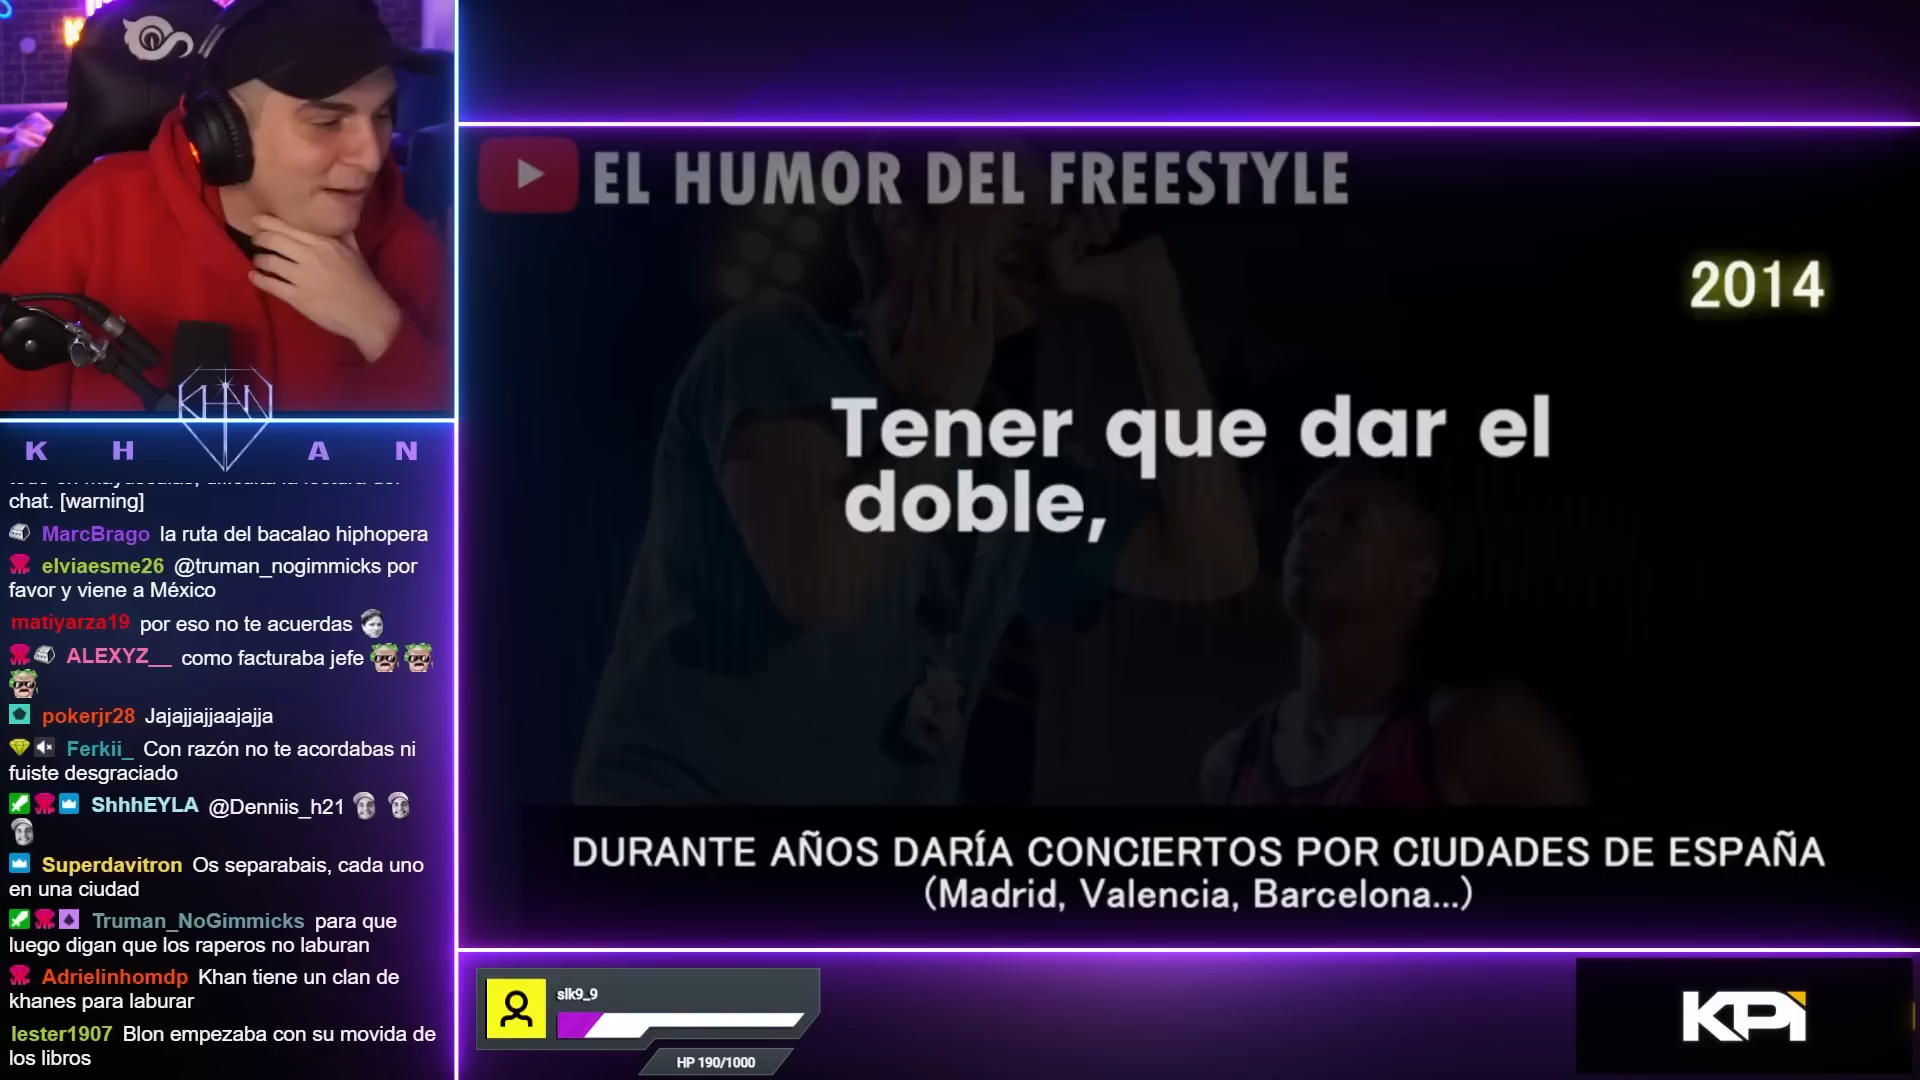 KHAN
K H A N
chat. [warning]
MarcBrago la ruta del bacalao hiphopera
elviaesme26 @truman_nogimmicks por
favor y viene a México
matiyarza19 por eso no te acuerdas
ALEXYZ__ como facturaba jefe
pokerjr28 Jajajjajjaajajja
Ferkii_ Con razón no te acordabas ni
fuiste desgraciado
ShhhEYLA @Denniis_h21
Superdavitron Os separabais, cada uno
en una ciudad
Truman_NoGimmicks para que
luego digan que los raperos no laburan
Adrielinhomdp Khan tiene un clan de
khanes para laburar
lester1907 Blon empezaba con su movida de
los libros
EL HUMOR DEL FREESTYLE
2014
Tener que dar el
doble,
DURANTE AÑOS DARÍA CONCIERTOS POR CIUDADES DE ESPAÑA
(Madrid, Valencia, Barcelona...)
slk9_9
HP 190/1000
KPi